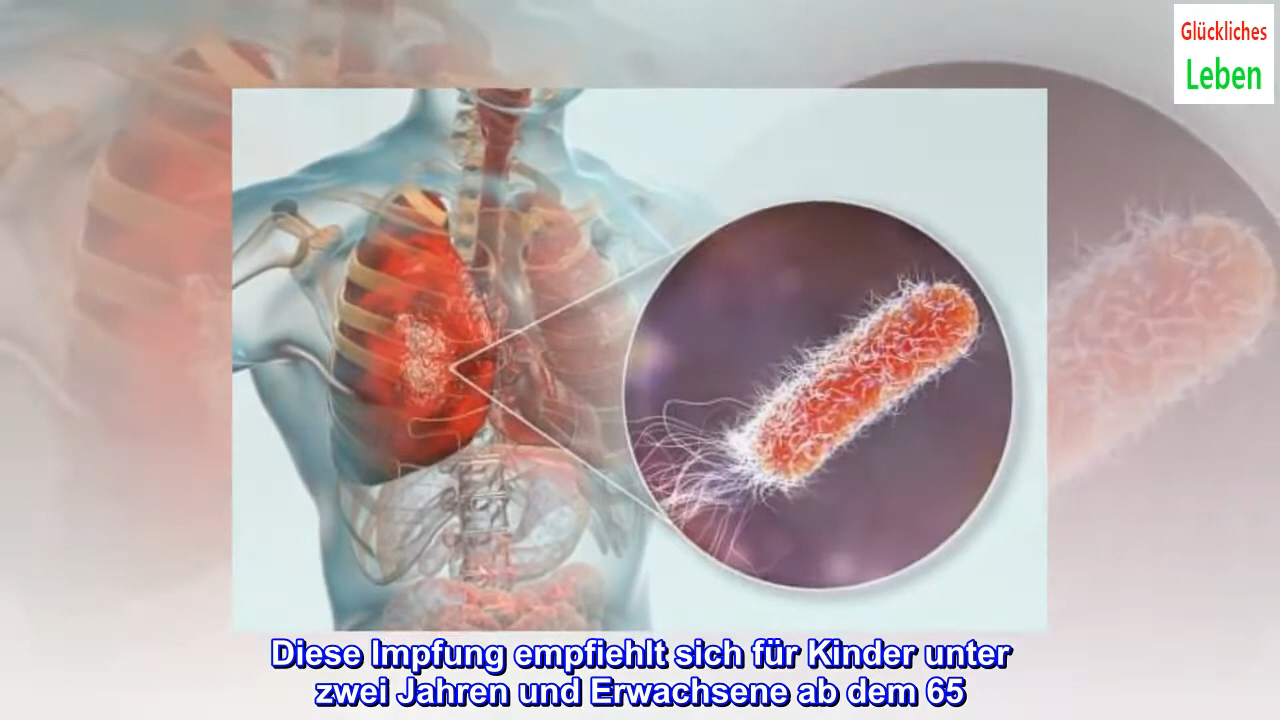 Glückliches
Leben
Diese Impfung empfiehlt sich für Kinder unter
zwei Jahren und Erwachsene ab dem 65